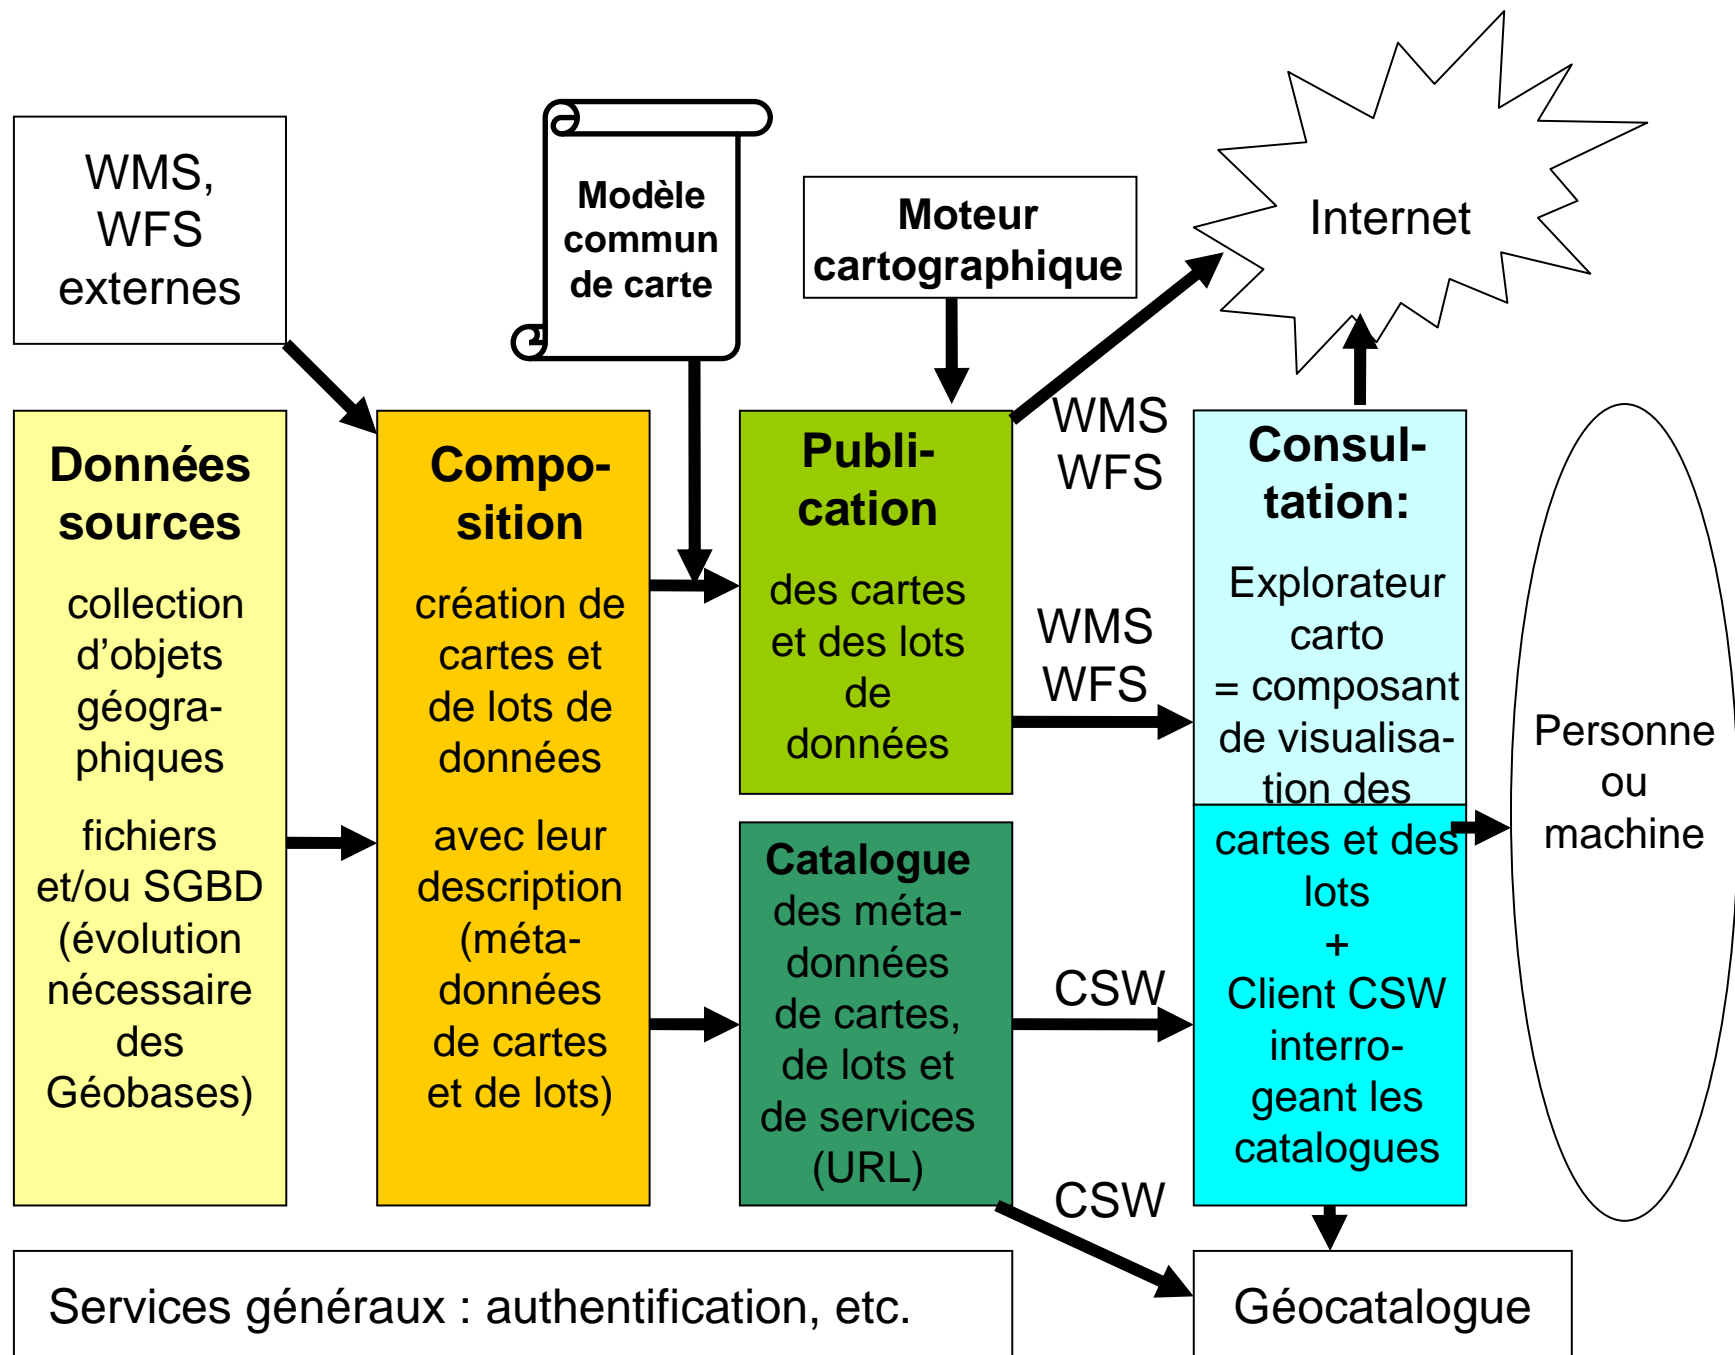 WMS,
WFS
externes
Modèle
commun
de carte
Moteur
cartographique
Internet
Données
sources
collection
d’objets
géogra-
phiques
fichiers
et/ou SGBD
(évolution
nécessaire
des
Géobases)
Compo-
sition
création de
cartes et
de lots de
données
avec leur
description
(méta-
données
de cartes
et de lots)
Publi-
cation
des cartes
et des lots
de
données
WMS
WFS
WMS
WFS
Catalogue
des méta-
données
de cartes,
de lots et
de services
(URL)
CSW
CSW
Consul-
tation:
Explorateur
carto
= composant
de visualisa-
tion des
cartes et des
lots
+
Client CSW
interro-
geant les
catalogues
Personne
ou
machine
Services généraux : authentification, etc.
Géocatalogue